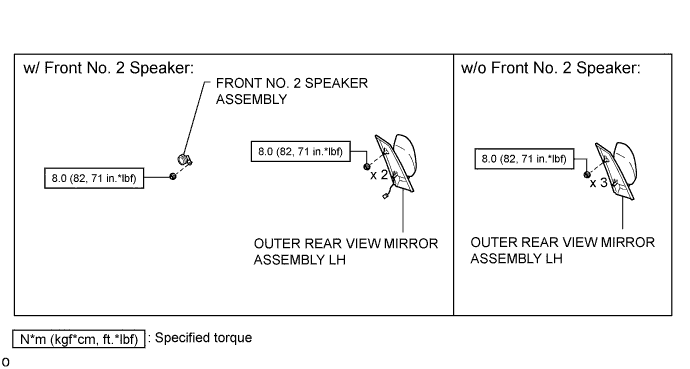 w/ Front No. 2 Speaker:
FRONT NO. 2 SPEAKER
ASSEMBLY
8.0 (82, 71 in.*lbf)
8.0 (82, 71 in.*lbf)
x 2
OUTER REAR VIEW MIRROR
ASSEMBLY LH
w/o Front No. 2 Speaker:
8.0 (82, 71 in.*lbf)
x 3
OUTER REAR VIEW MIRROR
ASSEMBLY LH
N*m (kgf*cm, ft.*lbf) : Specified torque
o